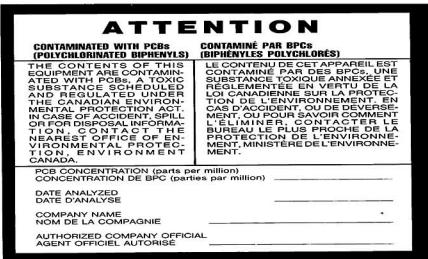 ATTENTION
CONTAMINATED WITH PCBs
(POLYCHLORINATED BIPHENYLS)
THE CONTENTS OF THIS
EQUIPMENT ARE CONTAMIN-
ATED WITH PCBs, A TOXIC
SUBSTANCE SCHEDULED
AND REGULATED UNDER
THE CANADIAN ENVIRON-
MENTAL PROTECTION ACT.
IN CASE OF ACCIDENT, SPILL
OR FOR DISPOSAL INFORMA-
TION, CONTACT THE
NEAREST OFFICE OF EN-
VIRONMENTAL PROTEC-
TION, ENVIRONMENT
CANADA.
CONTAMINÉ PAR BPCs
(BIPHÉNYLES POLYCHLORÉS)
LE CONTENU DE CET APPAREIL EST
CONTAMINÉ PAR DES BPCs, UNE
SUBSTANCE TOXIQUE ANNEXÉE ET
RÉGLEMENTÉE EN VERTU DE LA
LOI CANADIENNE SUR LA PROTEC-
TION DE L'ENVIRONNEMENT. EN
CAS D'ACCIDENT, OU DE DÉVERSE-
MENT, OU POUR SAVOIR COMMENT
L'ÉLIMINER, CONTACTER LE
BUREAU LE PLUS PROCHE DE LA
PROTECTION DE L'ENVIRONNE-
MENT, MINISTÈRE DE L'ENVIRONNE-
MENT.
PCB CONCENTRATION (parts per million)
CONCENTRATION DE BPC (parties par million)
DATE ANALYZED
DATE D'ANALYSE
COMPANY NAME
NOM DE LA COMPAGNIE
AUTHORIZED COMPANY OFFICIAL
AGENT OFFICIEL AUTORISÉ